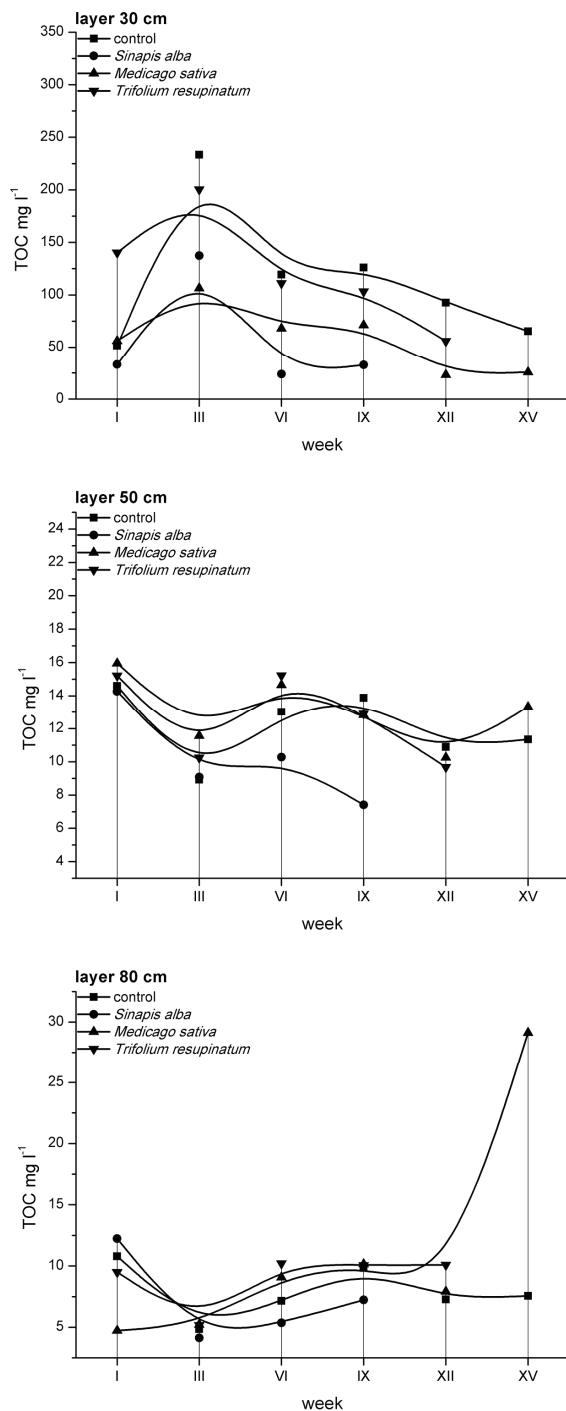 layer 30 cm
control
Sinapis alba
Medicago sativa
Trifolium resupinatum
350
300
250
200
150
100
50
0
TOC mg l⁻¹
I III VI IX XII XV
week
layer 50 cm
control
Sinapis alba
Medicago sativa
Trifolium resupinatum
24
22
20
18
16
14
12
10
8
6
4
TOC mg l⁻¹
I III VI IX XII XV
week
layer 80 cm
control
Sinapis alba
Medicago sativa
Trifolium resupinatum
30
25
20
15
10
5
TOC mg l⁻¹
I III VI IX XII XV
week